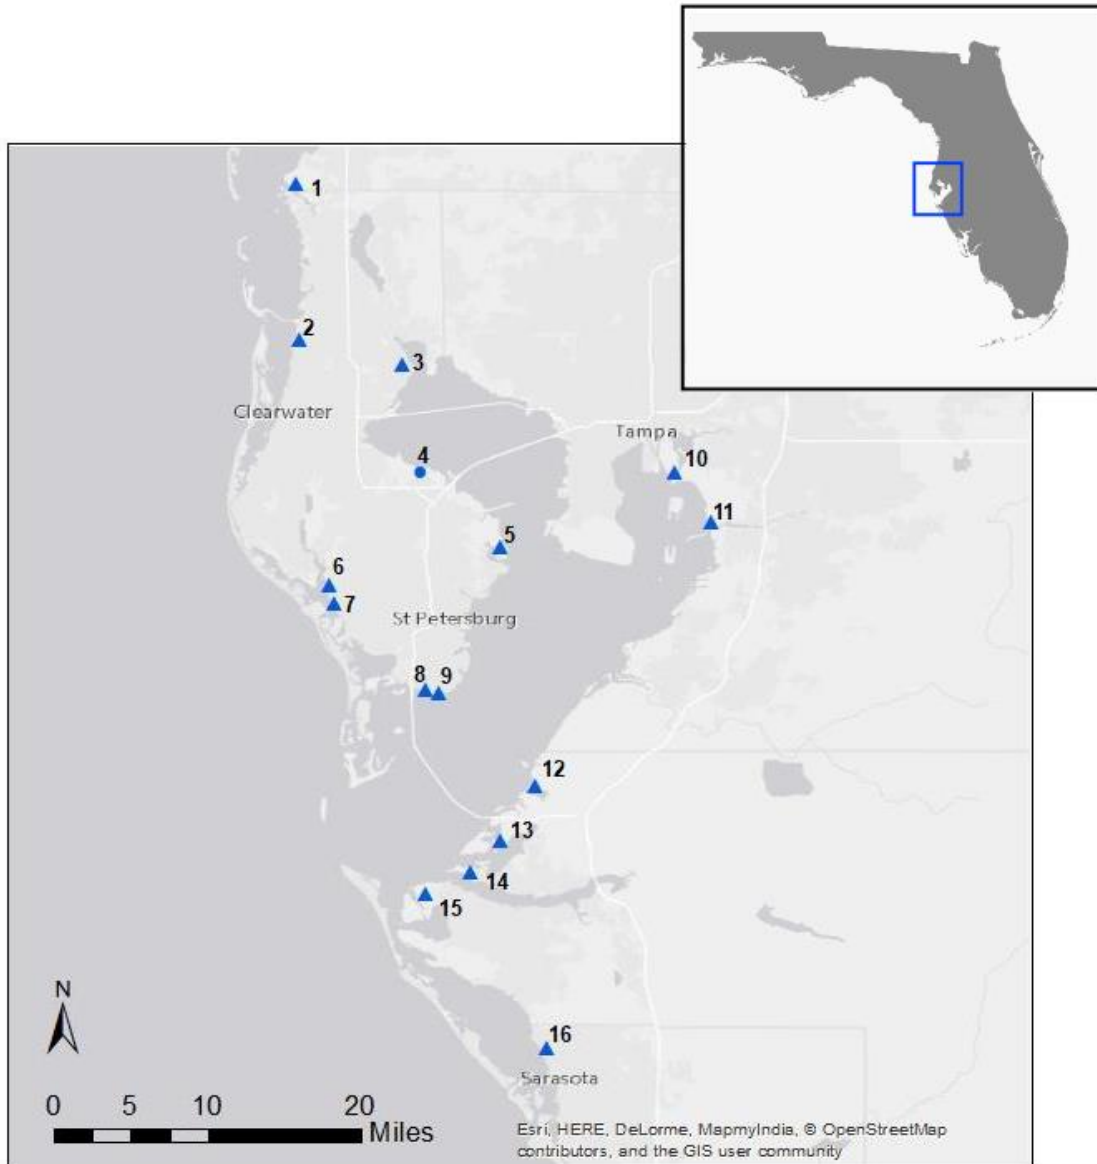 1
2
3
Clearwater
Tampa
4
10
11
5
6
7
St Petersburg
8 9
12
13
14
15
16
Sarasota
N
0 5 10 20
Miles
Esri, HERE, DeLorme, MapmyIndia, © OpenStreetMap
contributors, and the GIS user community